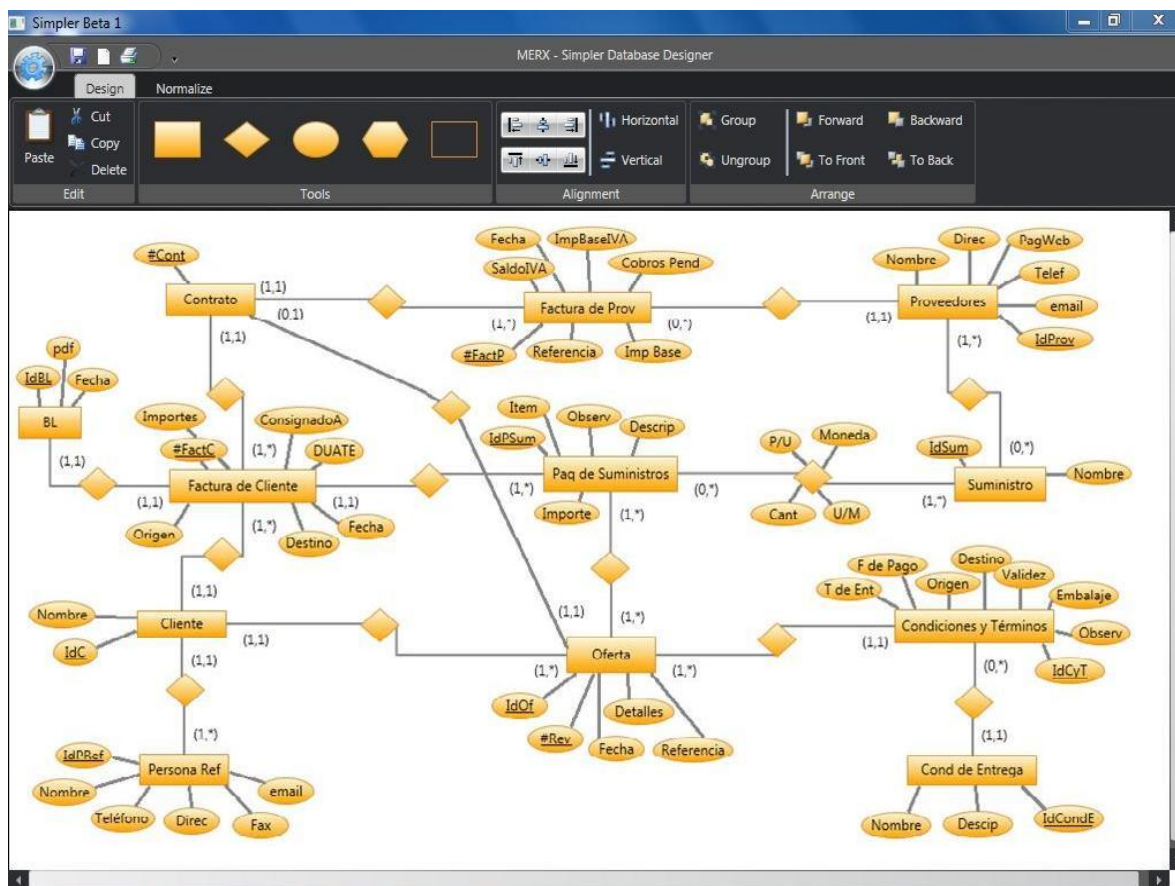 Simpler Beta 1
MERX - Simpler Database Designer
Design Normalize
Paste
Cut
Copy
Delete
Horizontal
Vertical
Group
Ungroup
Forward
To Front
Backward
To Back
Edit Tools Alignment Arrange
#Cont
Contrato
(1,1)
(0,1)
(1,1)
Fecha
ImpBaseIVA
SaldoIVA
Cobros Pend
Factura de Prov
(1,*)
(0,*)
#FactP
Referencia
Imp Base
Direc
PagWeb
Nombre
Telef
Proveedores
email
(1,1)
(1,*)
IdProv
pdf
IdBL
Fecha
BL
(1,1)
Importes
ConsignadoA
#FactC
(1,*)
DUATE
Factura de Cliente
(1,1)
(1,*)
(1,1)
Origen
Destino
Fecha
Item
Observ
IdPSum
Descrip
Paq de Suministros
(1,*)
(0,*)
Importe
(1,*)
P/U
Moneda
Cant
U/M
IdSum
(0,*)
Nombre
Suministro
(1,*)
(1,1)
Nombre
Cliente
(1,1)
IdC
(1,1)
(1,1)
(1,*)
Oferta
(1,*)
(1,*)
IdOf
Detalles
#Rev
Fecha
Referencia
F de Pago
Destino
T de Ent
Origen
Validez
Embalaje
Condiciones y Términos
Observ
(1,1)
(0,*)
IdCyT
(1,1)
Cond de Entrega
Nombre
Descip
IdCondE
(1,*)
IdPRef
Persona Ref
Nombre
email
Teléfono
Direc
Fax